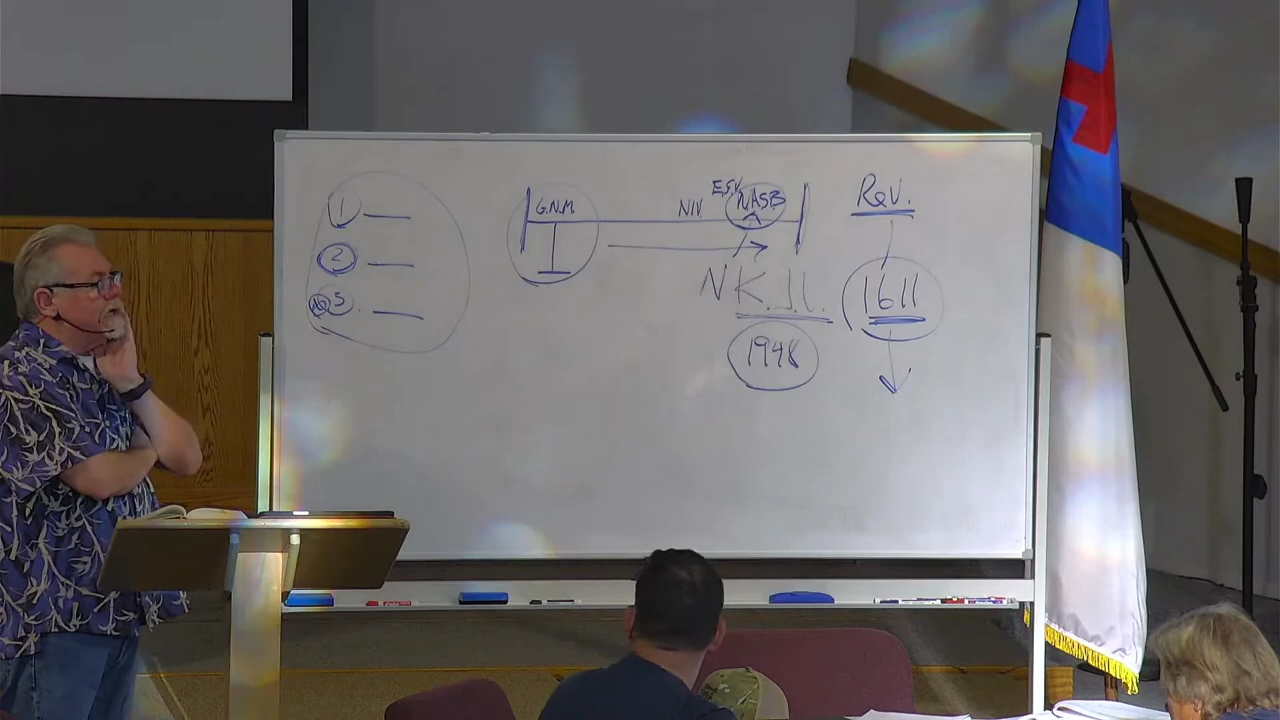 1
2
3.
G.N.M.
NIV
ESV
NASB
NKJV.
1948
Rev.
1611